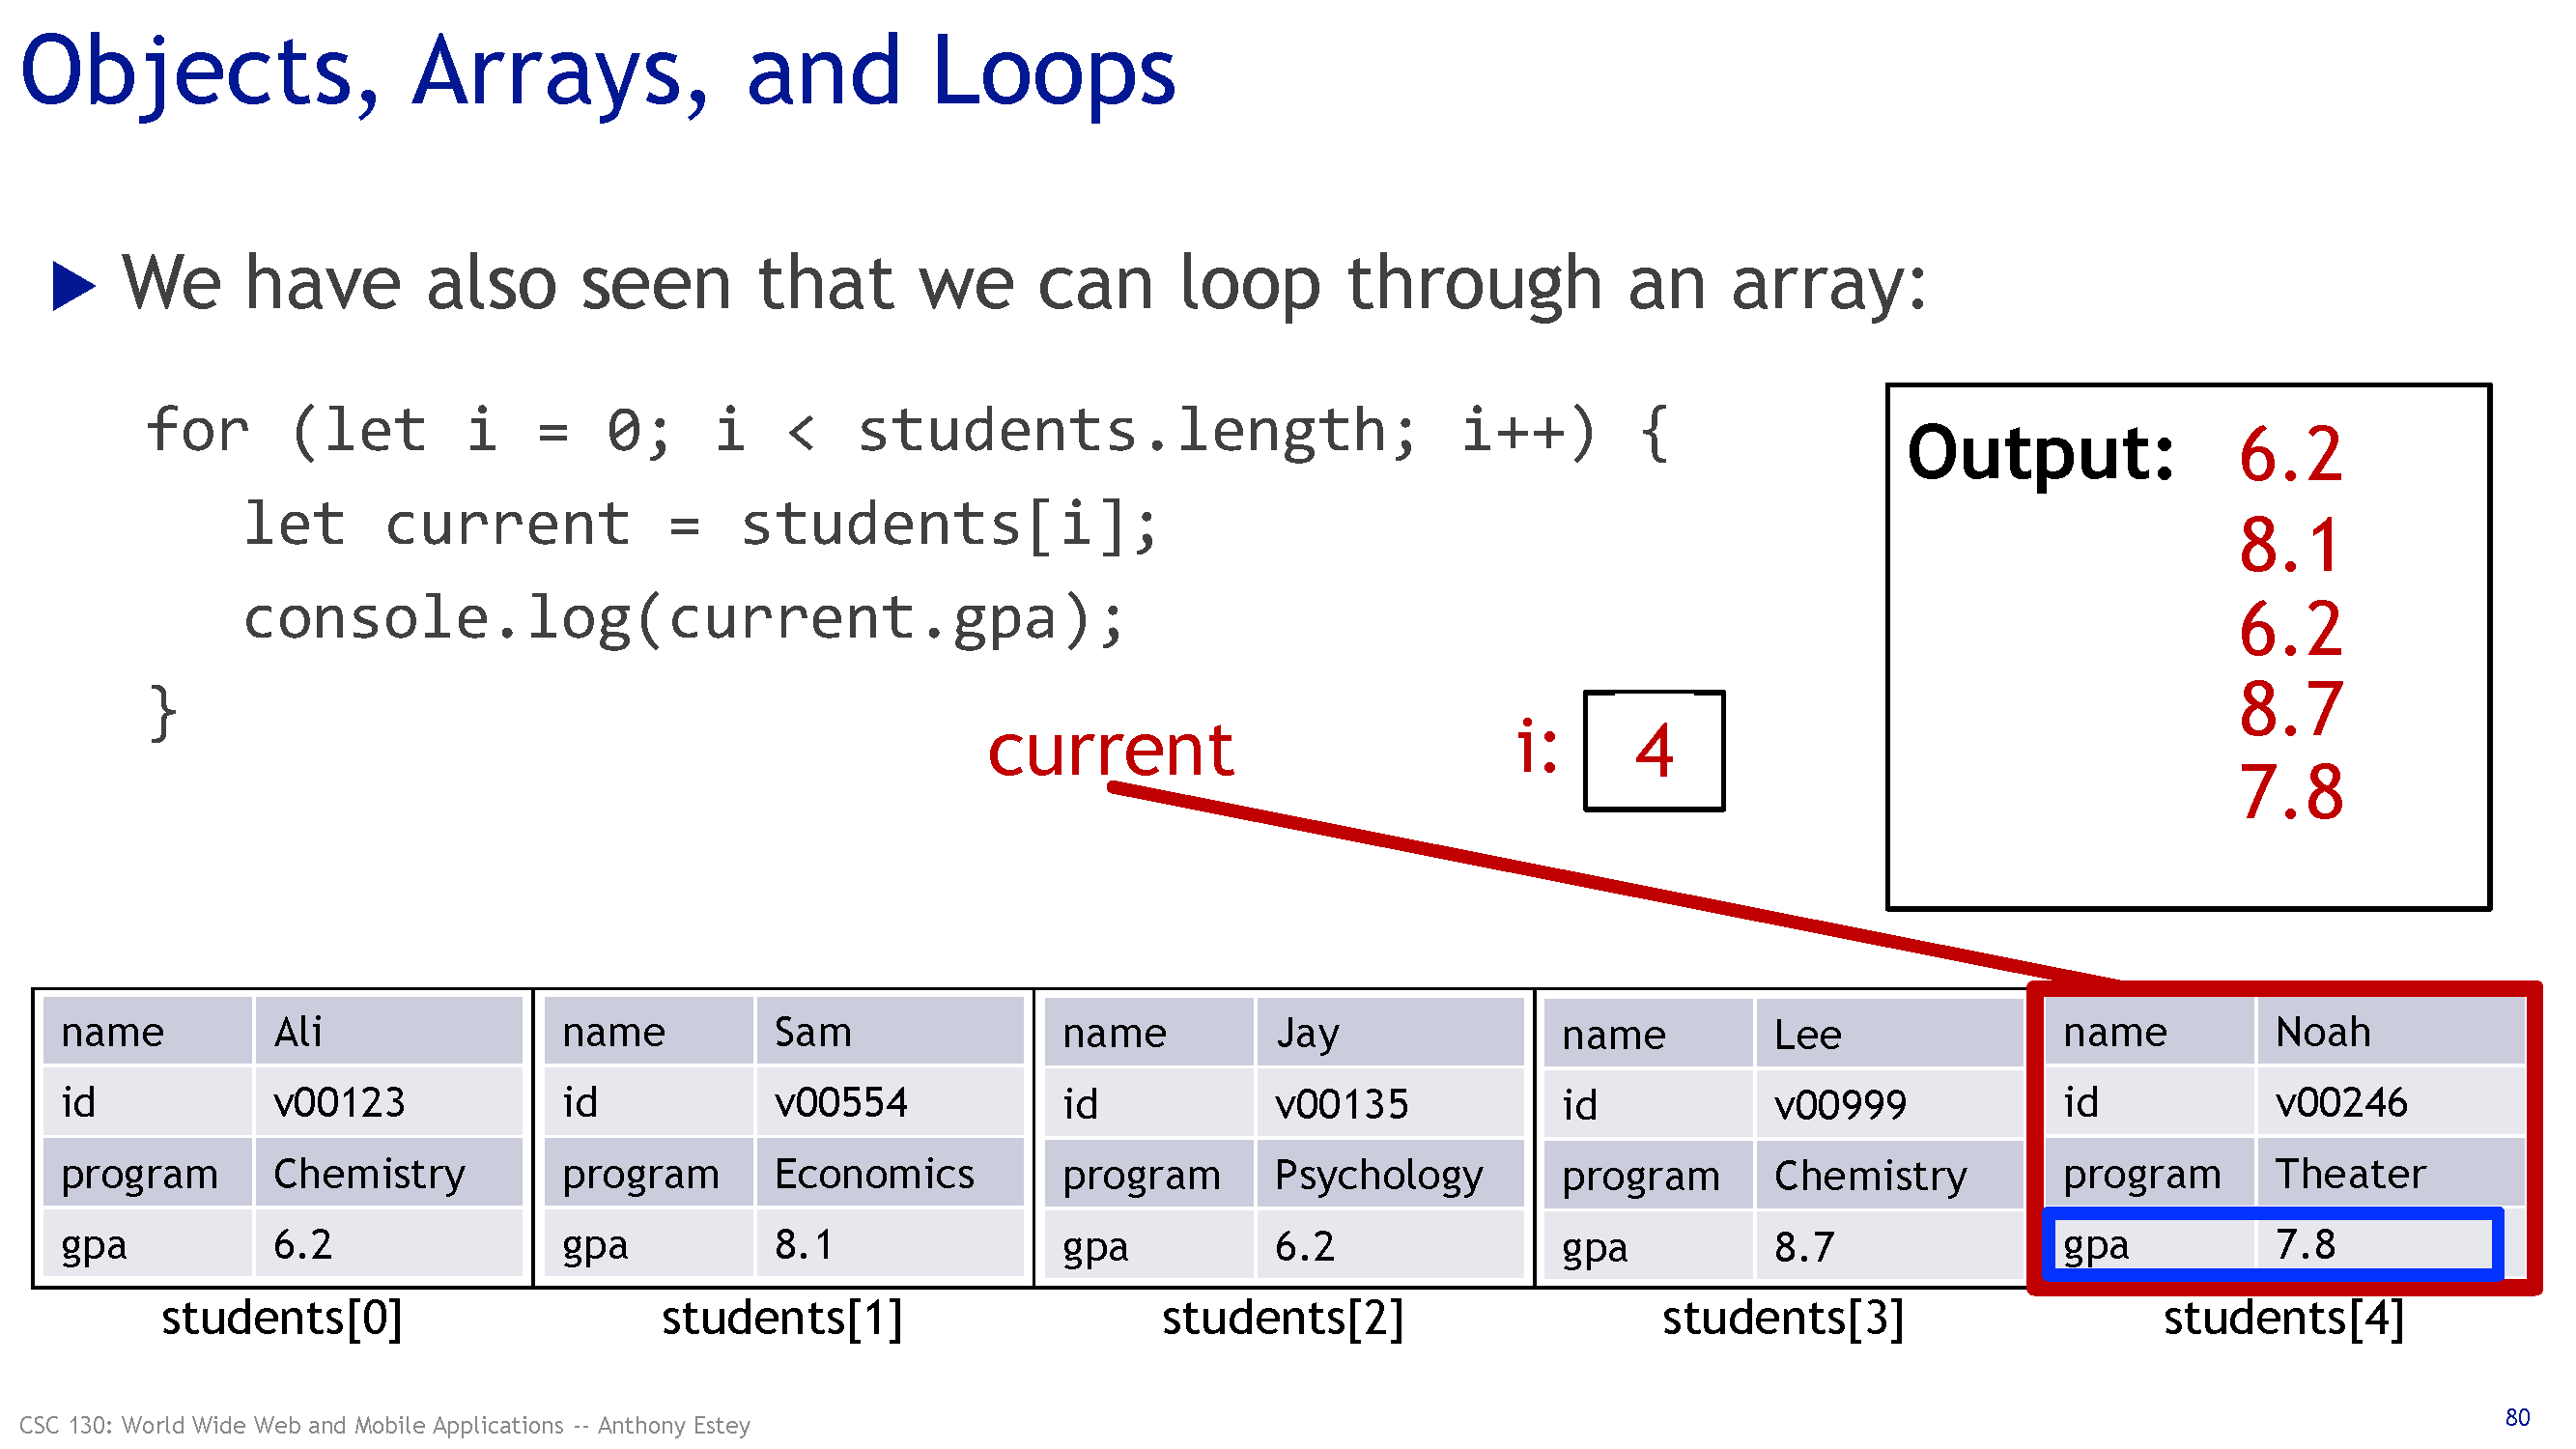 Objects, Arrays, and Loops
We have also seen that we can loop through an array:
for (let i = 0; i < students.length; i++) {
let current = students[i];
console.log(current.gpa);
}
Output: 6.2
8.1
6.2
8.7
7.8
current
i: 4
name Ali name Sam name Jay name Lee name Noah
id v00123 id v00554 id v00135 id v00999 id v00246
program Chemistry program Economics program Psychology program Chemistry program Theater
gpa 6.2 gpa 8.1 gpa 6.2 gpa 8.7 gpa 7.8
students[0] students[1] students[2] students[3] students[4]
CSC 130: World Wide Web and Mobile Applications -- Anthony Estey
80